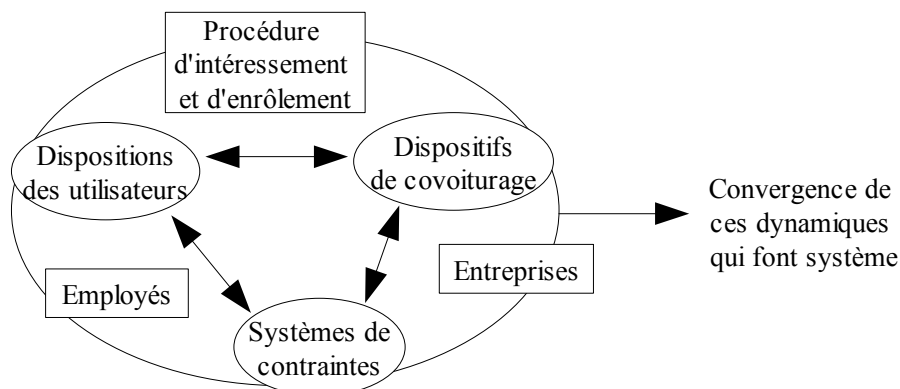 Procédure
d'intéressement
et d'enrôlement
Dispositions
des utilisateurs
Dispositifs
de covoiturage
Convergence de
ces dynamiques
qui font système
Employés
Entreprises
Systèmes de
contraintes